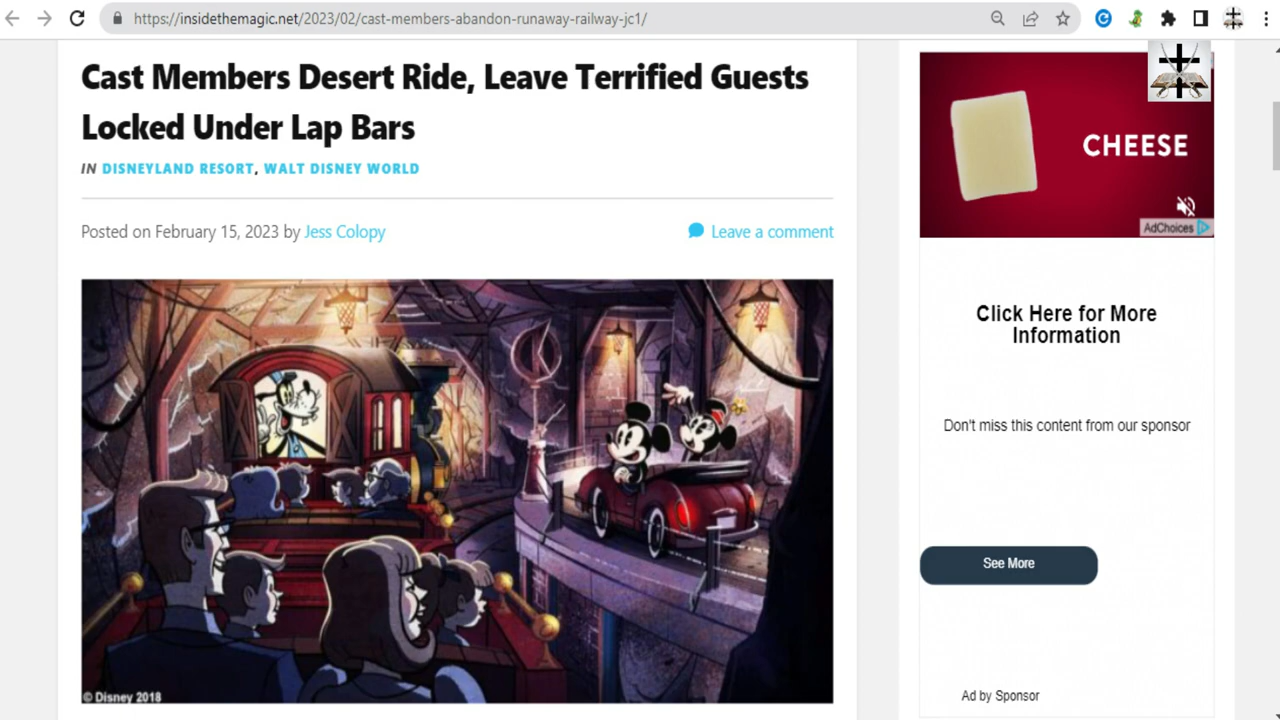 https://insidethemagic.net/2023/02/cast-members-abandon-runaway-railway-jc1/
Cast Members Desert Ride, Leave Terrified Guests
Locked Under Lap Bars
IN DISNEYLAND RESORT, WALT DISNEY WORLD
Posted on February 15, 2023 by Jess Colopy
Leave a comment
© Disney 2018
CHEESE
AdChoices
Click Here for More
Information
Don't miss this content from our sponsor
See More
Ad by Sponsor